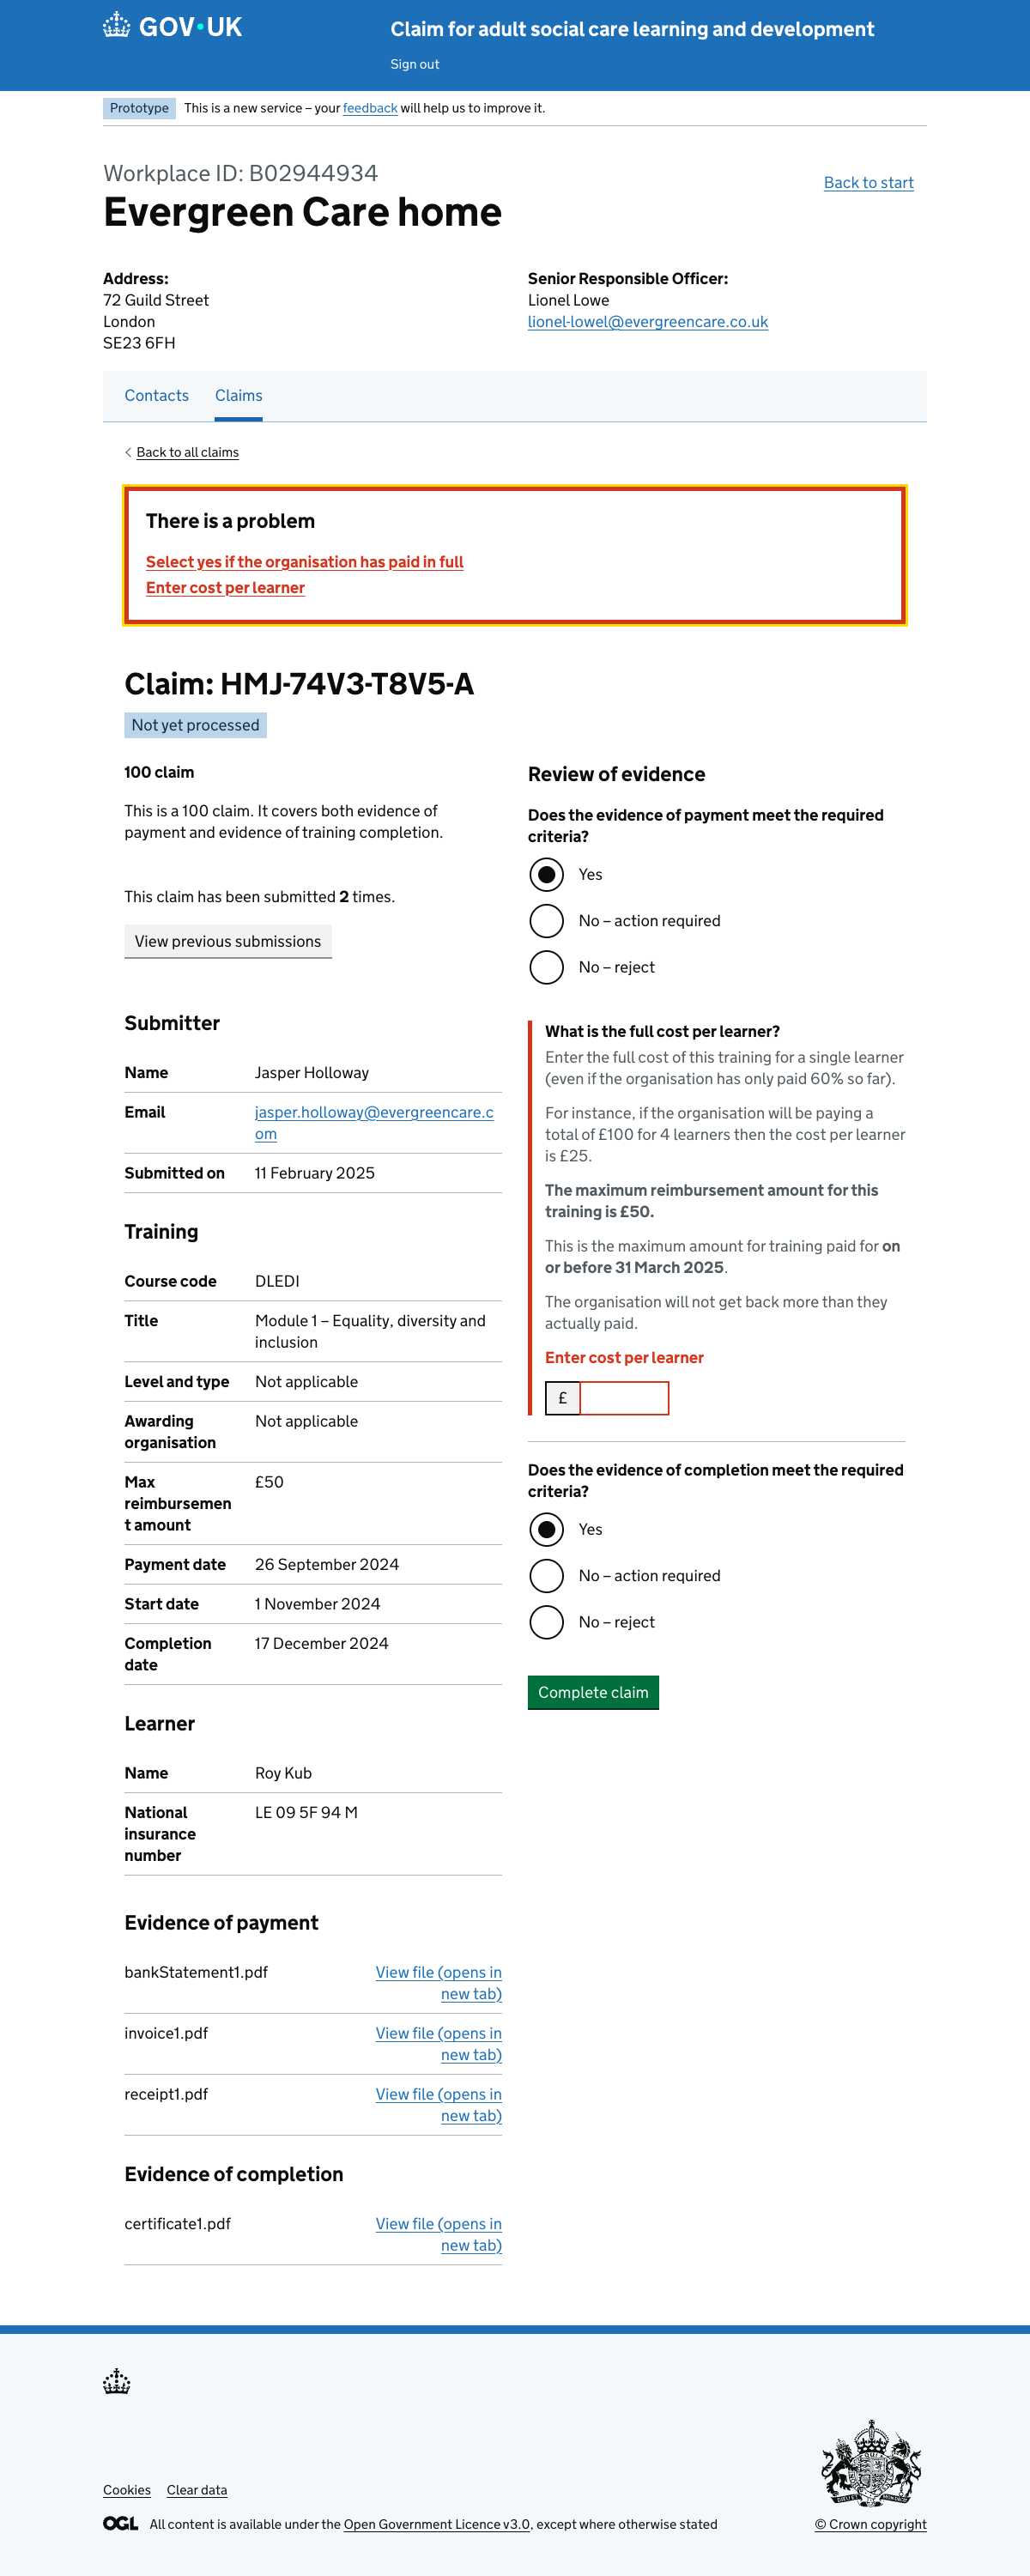 GOV·UK
Claim for adult social care learning and development
Sign out
Prototype This is a new service – your feedback will help us to improve it.
Workplace ID: B02944934
Evergreen Care home
Back to start
Address:
72 Guild Street
London
SE23 6FH
Senior Responsible Officer:
Lionel Lowe
lionel-lowel@evergreencare.co.uk
Contacts Claims
Back to all claims
There is a problem
Select yes if the organisation has paid in full
Enter cost per learner
Claim: HMJ-74V3-T8V5-A
Not yet processed
100 claim
This is a 100 claim. It covers both evidence of
payment and evidence of training completion.
This claim has been submitted 2 times.
View previous submissions
Submitter
Name Jasper Holloway
Email jasper.holloway@evergreencare.c
om
Submitted on 11 February 2025
Training
Course code DLEDI
Title Module 1 – Equality, diversity and
inclusion
Level and type Not applicable
Awarding Not applicable
organisation
Max £50
reimbursemen
t amount
Payment date 26 September 2024
Start date 1 November 2024
Completion 17 December 2024
date
Learner
Name Roy Kub
National LE 09 5F 94 M
insurance
number
Evidence of payment
bankStatement1.pdf View file (opens in
new tab)
invoice1.pdf View file (opens in
new tab)
receipt1.pdf View file (opens in
new tab)
Evidence of completion
certificate1.pdf View file (opens in
new tab)
Review of evidence
Does the evidence of payment meet the required
criteria?
Yes
No – action required
No – reject
What is the full cost per learner?
Enter the full cost of this training for a single learner
(even if the organisation has only paid 60% so far).
For instance, if the organisation will be paying a
total of £100 for 4 learners then the cost per learner
is £25.
The maximum reimbursement amount for this
training is £50.
This is the maximum amount for training paid for on
or before 31 March 2025.
The organisation will not get back more than they
actually paid.
Enter cost per learner
£
Does the evidence of completion meet the required
criteria?
Yes
No – action required
No – reject
Complete claim
Cookies Clear data
OGL All content is available under the Open Government Licence v3.0, except where otherwise stated
© Crown copyright